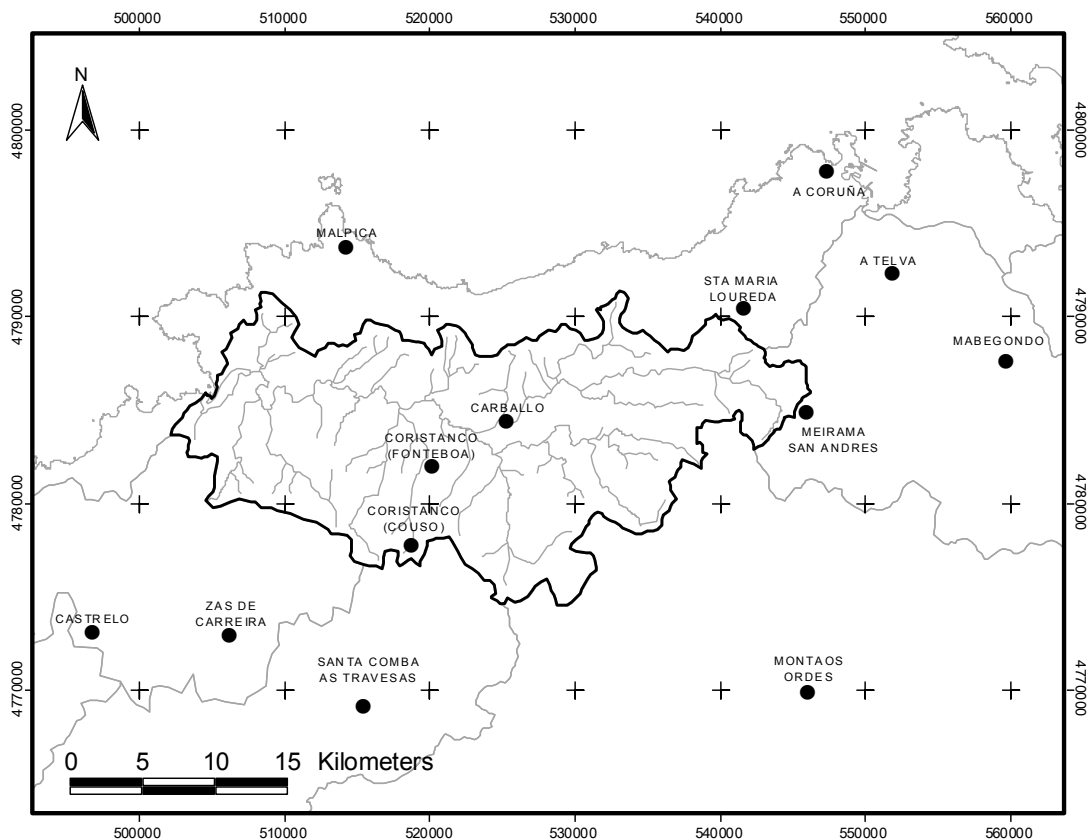 500000 510000 520000 530000 540000 550000 560000
N
4800000 4800000
A CORUÑA
MALPICA
A TELVA
STA MARIA
LOUREDA
4790000 4790000
MABEGONDO
CARBALLO
MEIRAMA
SAN ANDRES
CORISTANCO
(FONTEBOA)
4780000 4780000
CORISTANCO
(COUSO)
CASTRELO
ZAS DE
CARREIRA
SANTA COMBA
AS TRAVESAS
MONTAOS
ORDES
4770000 4770000
0 5 10 15 Kilometers
500000 510000 520000 530000 540000 550000 560000